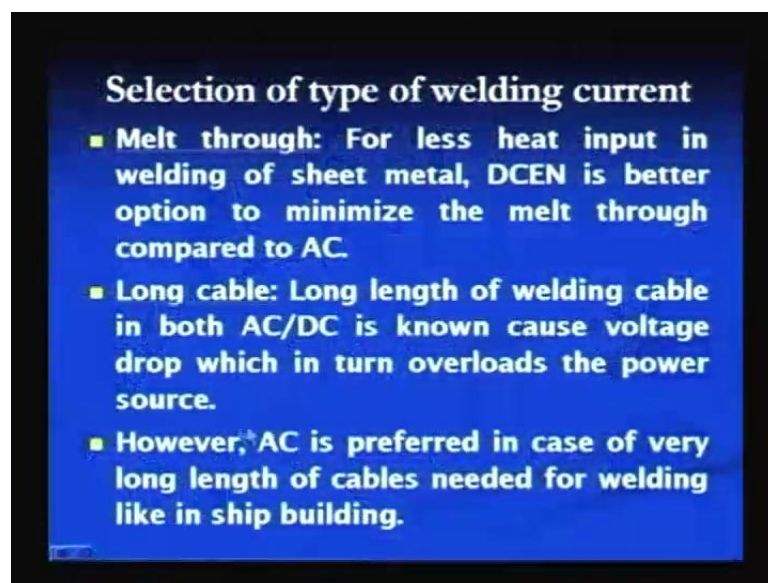 Selection of type of welding current
Melt through: For less heat input in
welding of sheet metal, DCEN is better
option to minimize the melt through
compared to AC.
Long cable: Long length of welding cable
in both AC/DC is known cause voltage
drop which in turn overloads the power
source.
However, AC is preferred in case of very
long length of cables needed for welding
like in ship building.